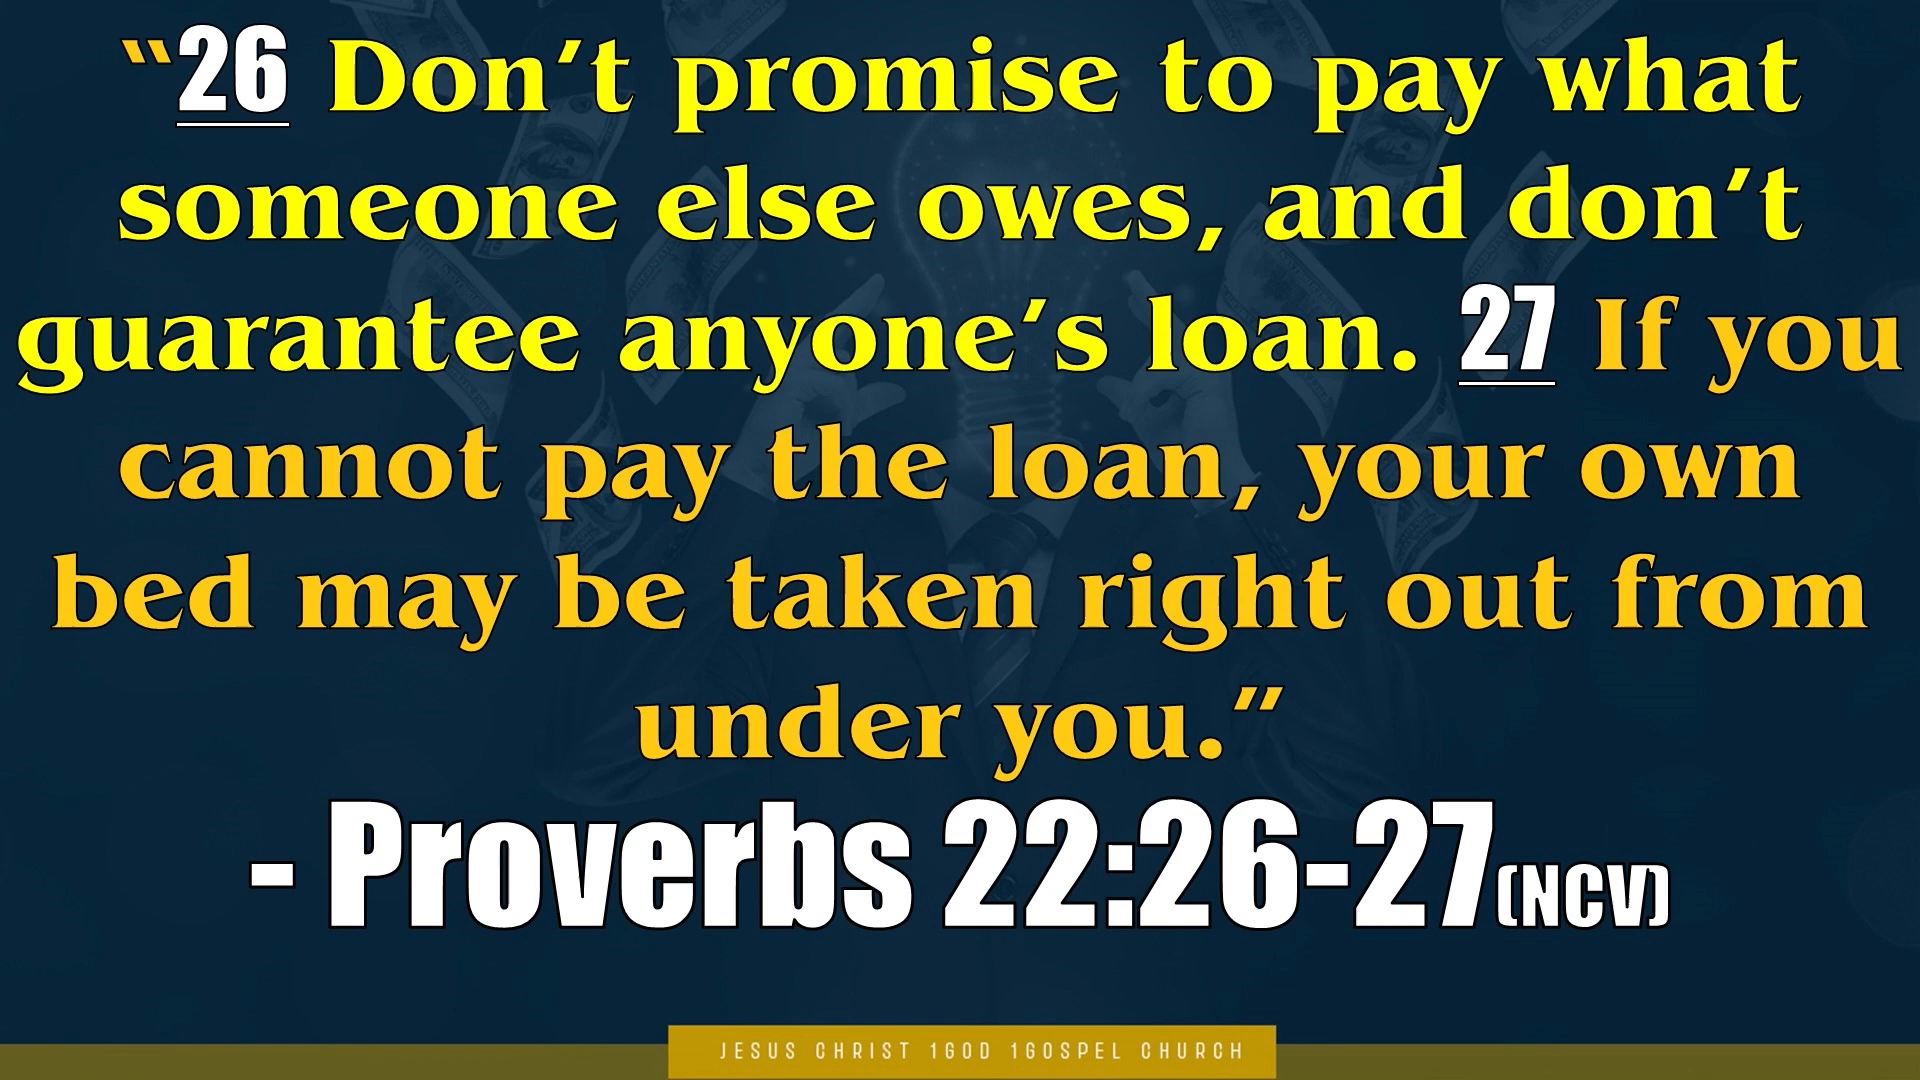 “26 Don’t promise to pay what
someone else owes, and don’t
guarantee anyone’s loan. 27 If you
cannot pay the loan, your own
bed may be taken right out from
under you.”
- Proverbs 22:26-27(NCV)
JESUS CHRIST 1GOD 1GOSPEL CHURCH